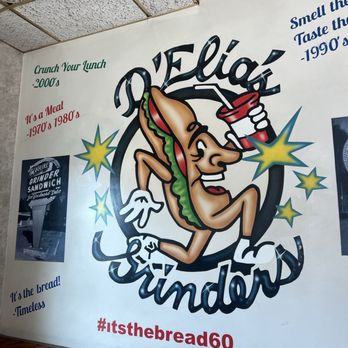 Crunch Your Lunch
-2000's
It's a Meal
-1970's 1980's
D'Elia's
Grinders
Smell the
Taste the
-1990's
GRINDER
SANDWICH
It's the bread!
-Timeless
#itsthebread60